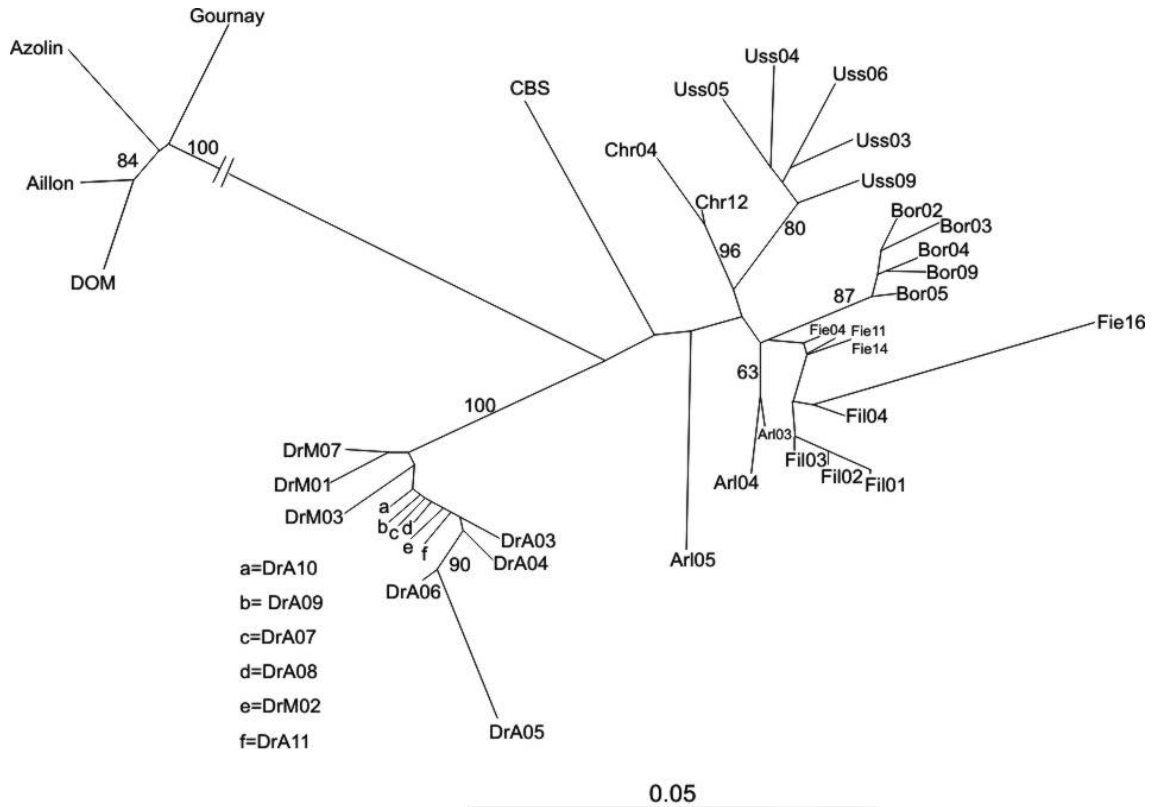 Gournay
Azolin
Uss04
Uss06
CBS
Uss05
Uss03
100
Chr04
84
Aillon
Uss09
Chr12
Bor02
Bor03
80
96
Bor04
Bor09
DOM
87
Bor05
Fie16
Fie04
Fie11
Fie14
63
100
Fil04
Arl03
DrM07
Fil03
Fil02
Fil01
DrM01
Arl04
a
DrM03
b
c
d
e
f
DrA03
Arl05
90
DrA04
a=DrA10
DrA06
b= DrA09
c=DrA07
d=DrA08
e=DrM02
DrA05
f=DrA11
0.05